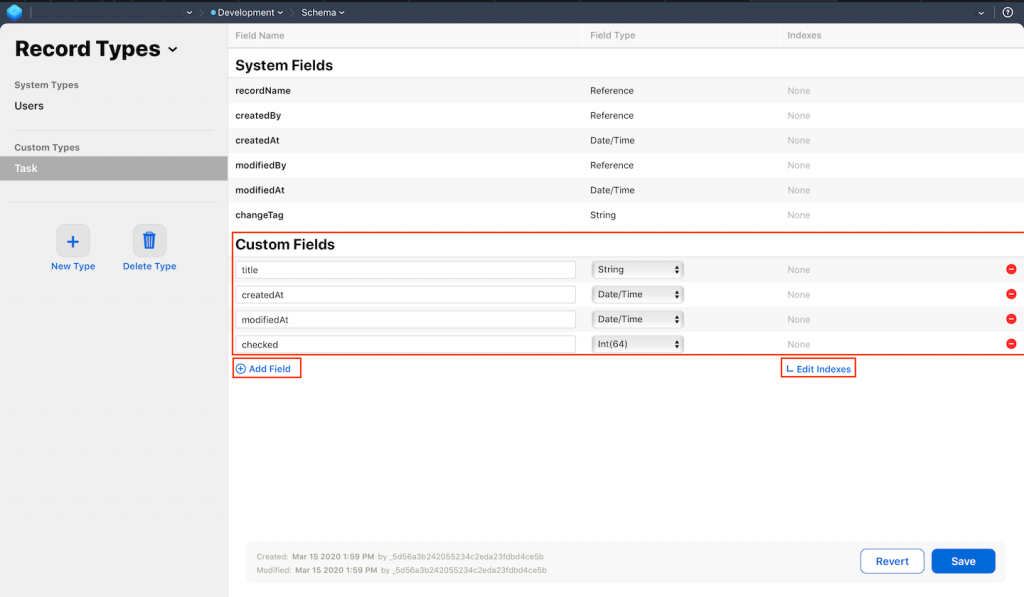 Development Schema
Record Types
System Types
Users
Custom Types
Task
New Type Delete Type
Field Name Field Type Indexes
System Fields
recordName Reference None
createdBy Reference None
createdAt Date/Time None
modifiedBy Reference None
modifiedAt Date/Time None
changeTag String None
Custom Fields
title String None
createdAt Date/Time None
modifiedAt Date/Time None
checked Int(64) None
Add Field Edit Indexes
Created: Mar 15 2020 1:59 PM by _5d56a3b242055234c2eda23fdbd4ce5b
Modified: Mar 15 2020 1:59 PM by _5d56a3b242055234c2eda23fdbd4ce5b
Revert Save